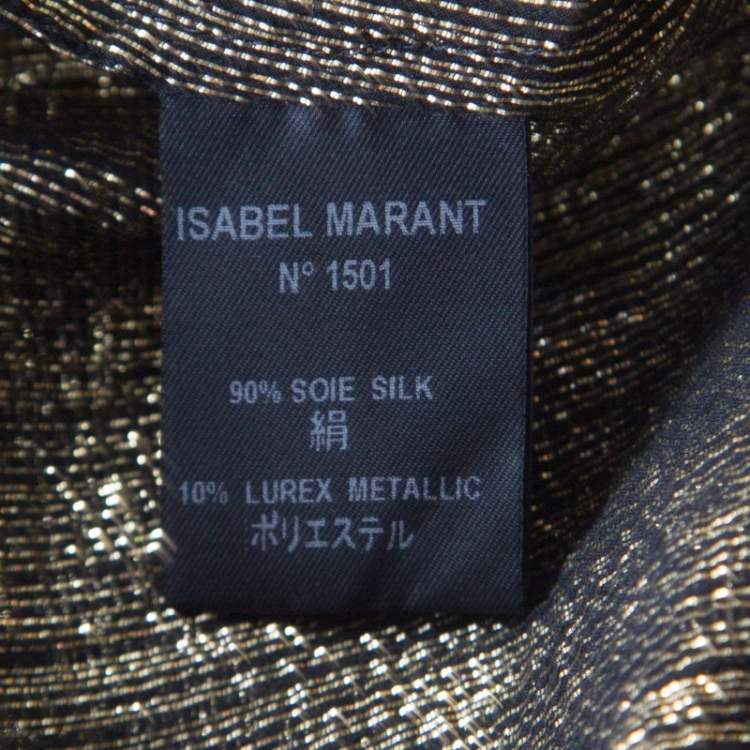 ISABEL MARANT
N° 1501
90% SOIE SILK
絹
10% LUREX METALLIC
ポリエステル